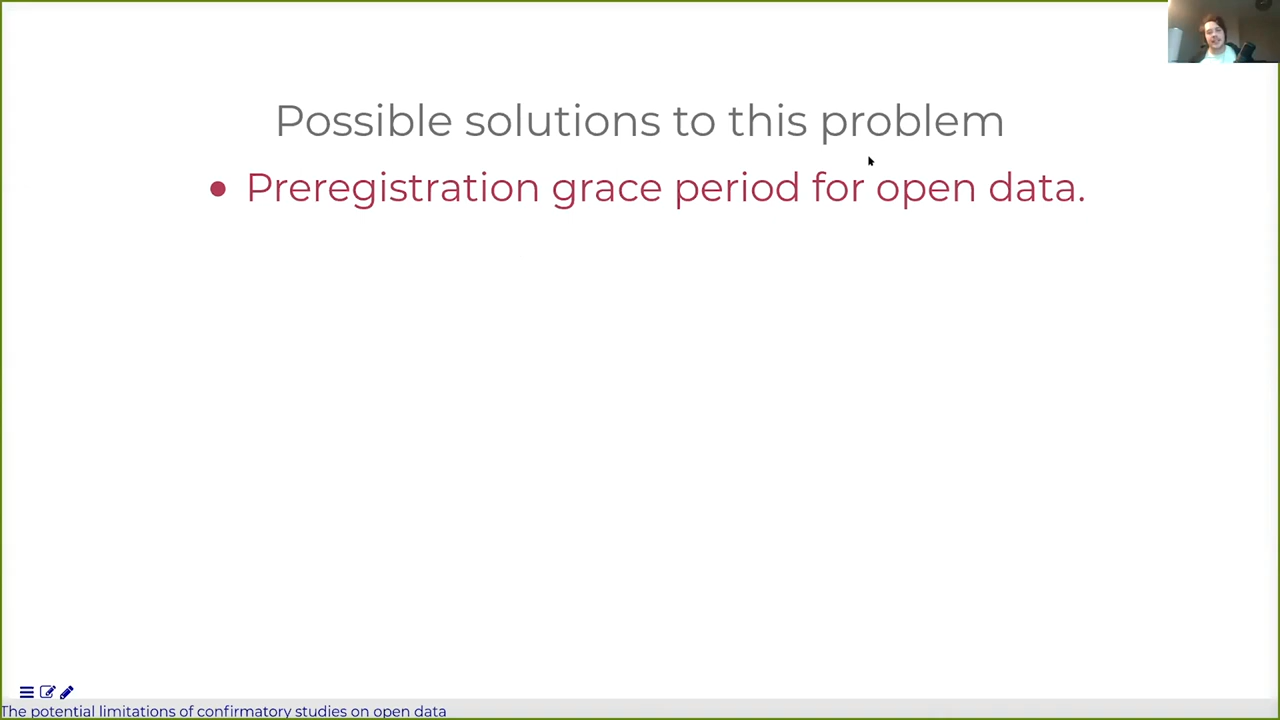 Possible solutions to this problem
• Preregistration grace period for open data.
The potential limitations of confirmatory studies on open data